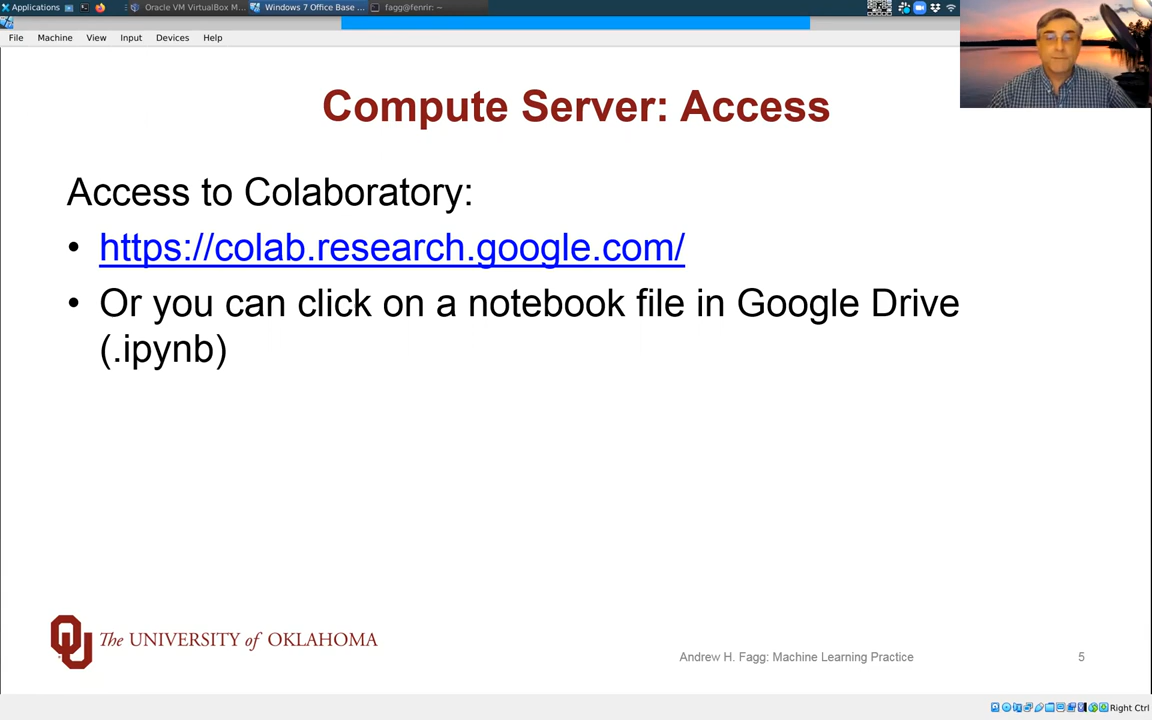 Applications
Oracle VM VirtualBox M...
Windows 7 Office Base ...
fagg@fenrir: ~
File
Machine
View
Input
Devices
Help
Compute Server: Access
Access to Colaboratory:
• https://colab.research.google.com/
• Or you can click on a notebook file in Google Drive
(.ipynb)
The UNIVERSITY of OKLAHOMA
Andrew H. Fagg: Machine Learning Practice
5
Right Ctrl